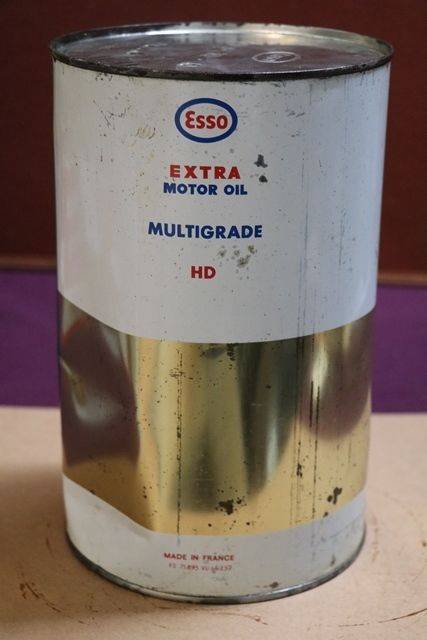 Esso
EXTRA
MOTOR OIL
MULTIGRADE
HD
MADE IN FRANCE